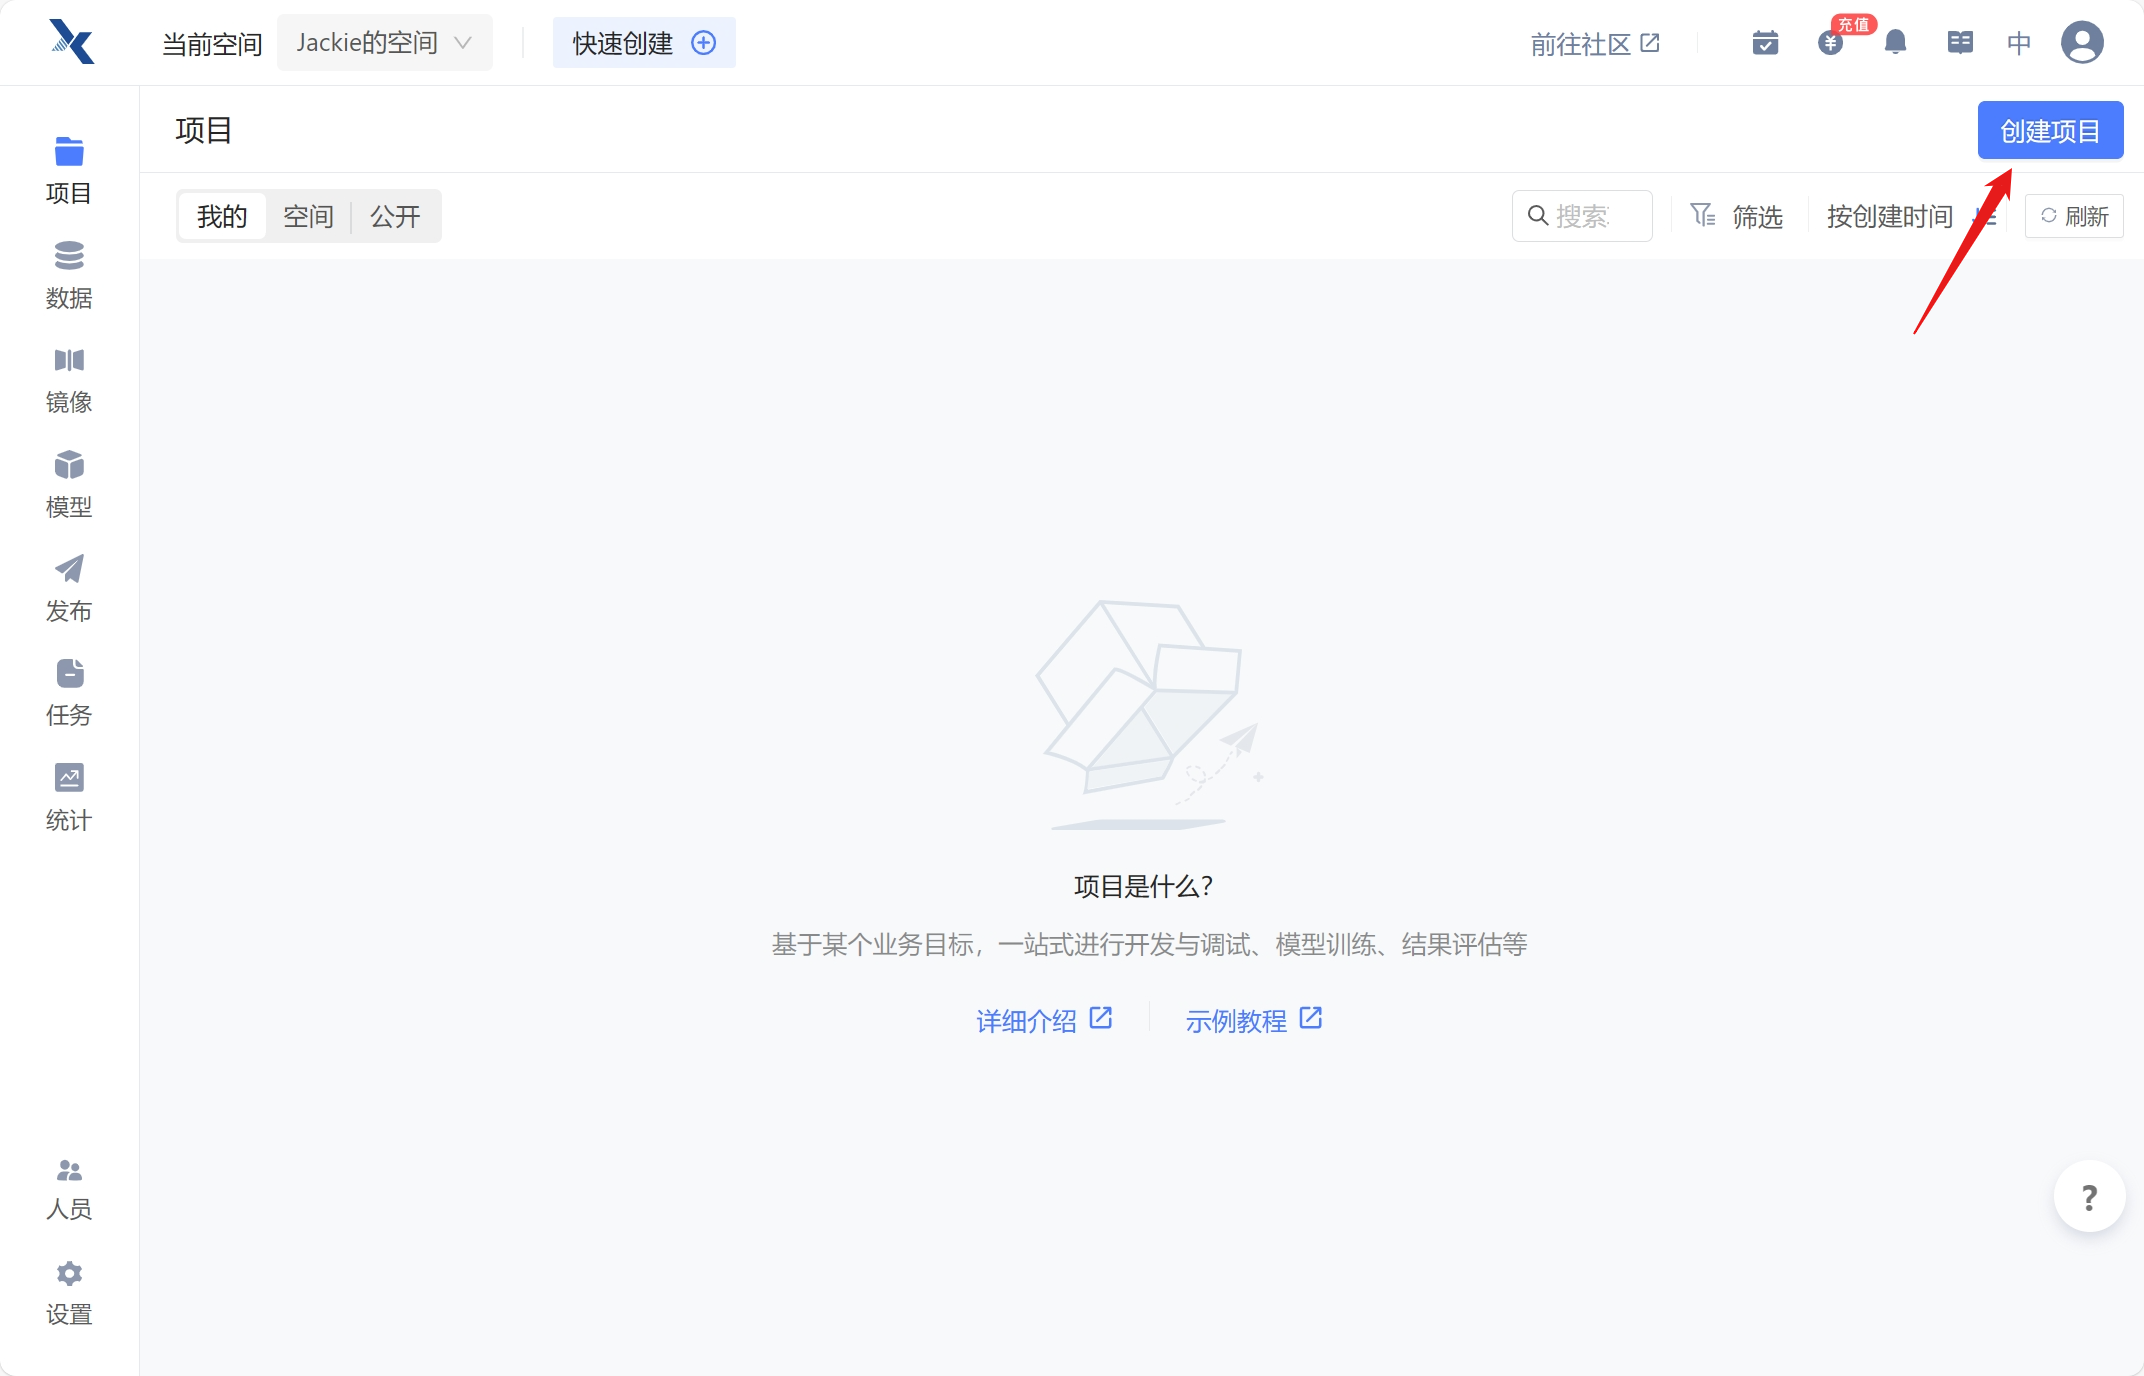 当前空间 Jackie的空间 快速创建 前往社区 充值 中
项目 创建项目
我的 空间 公开 搜索 筛选 按创建时间 刷新
项目
数据
镜像
模型
发布
任务
统计
项目是什么？
基于某个业务目标，一站式进行开发与调试、模型训练、结果评估等
详细介绍 示例教程
人员
设置
?